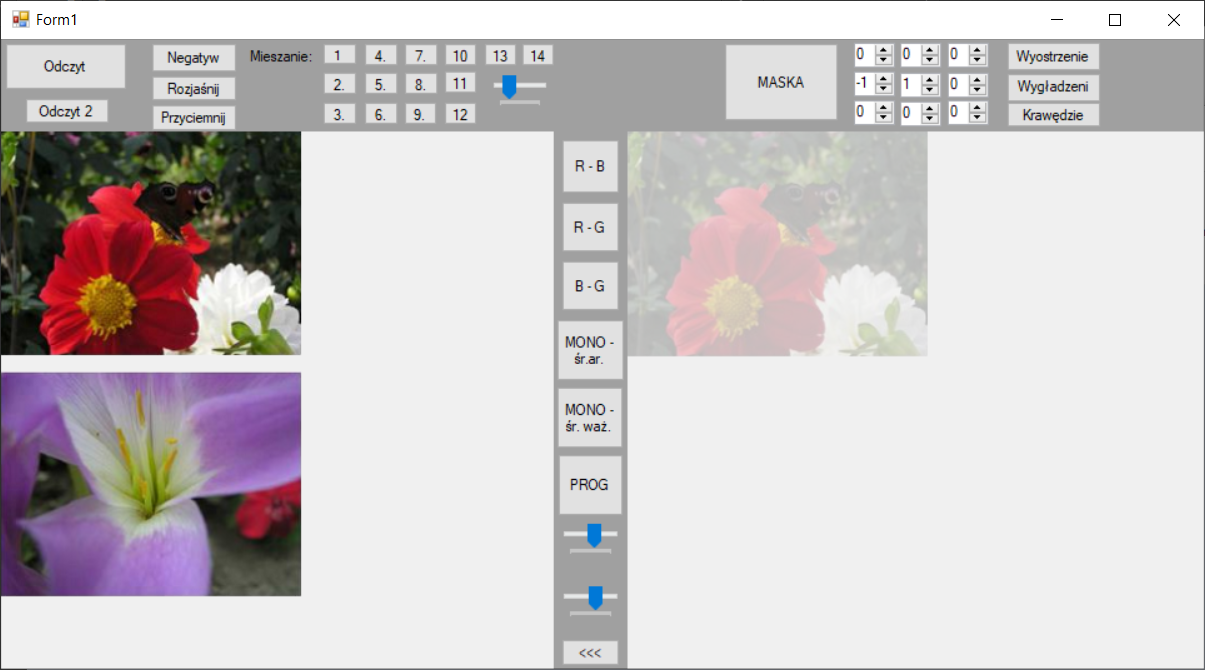 Form1
Odczyt
Odczyt 2
Negatyw
Rozjaśnij
Przyciemnij
Mieszanie:
1 4. 7. 10 13 14
2. 5. 8. 11
3. 6. 9. 12
MASKA
0 0 0
-1 1 0
0 0 0
Wyostrzenie
Wygładzeni
Krawędzie
R - B
R - G
B - G
MONO -
śr.ar.
MONO -
śr. waż.
PROG
<<<